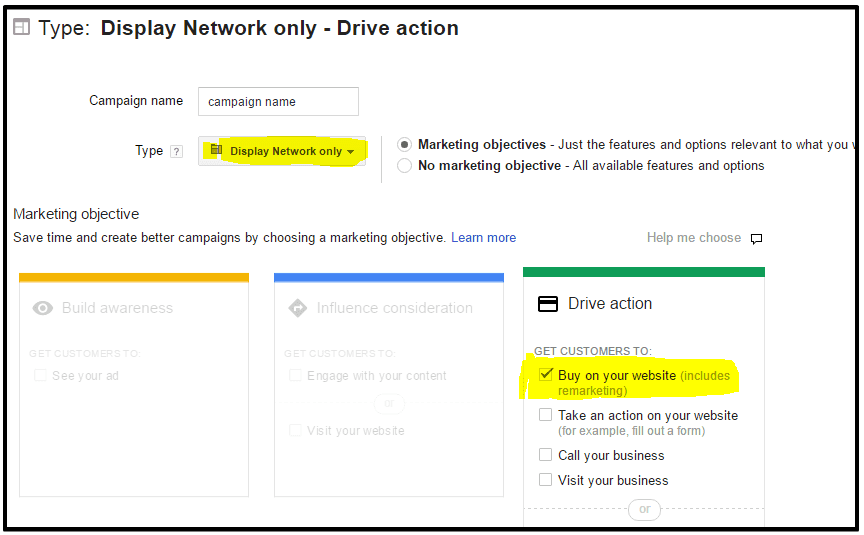 Type: Display Network only - Drive action
Campaign name campaign name
Type ? Display Network only
Marketing objectives - Just the features and options relevant to what you
No marketing objective - All available features and options
Marketing objective
Save time and create better campaigns by choosing a marketing objective. Learn more Help me choose
Build awareness
GET CUSTOMERS TO:
See your ad
Influence consideration
GET CUSTOMERS TO:
Engage with your content
or
Visit your website
Drive action
GET CUSTOMERS TO:
Buy on your website (includes
remarketing)
Take an action on your website
(for example, fill out a form)
Call your business
Visit your business
or